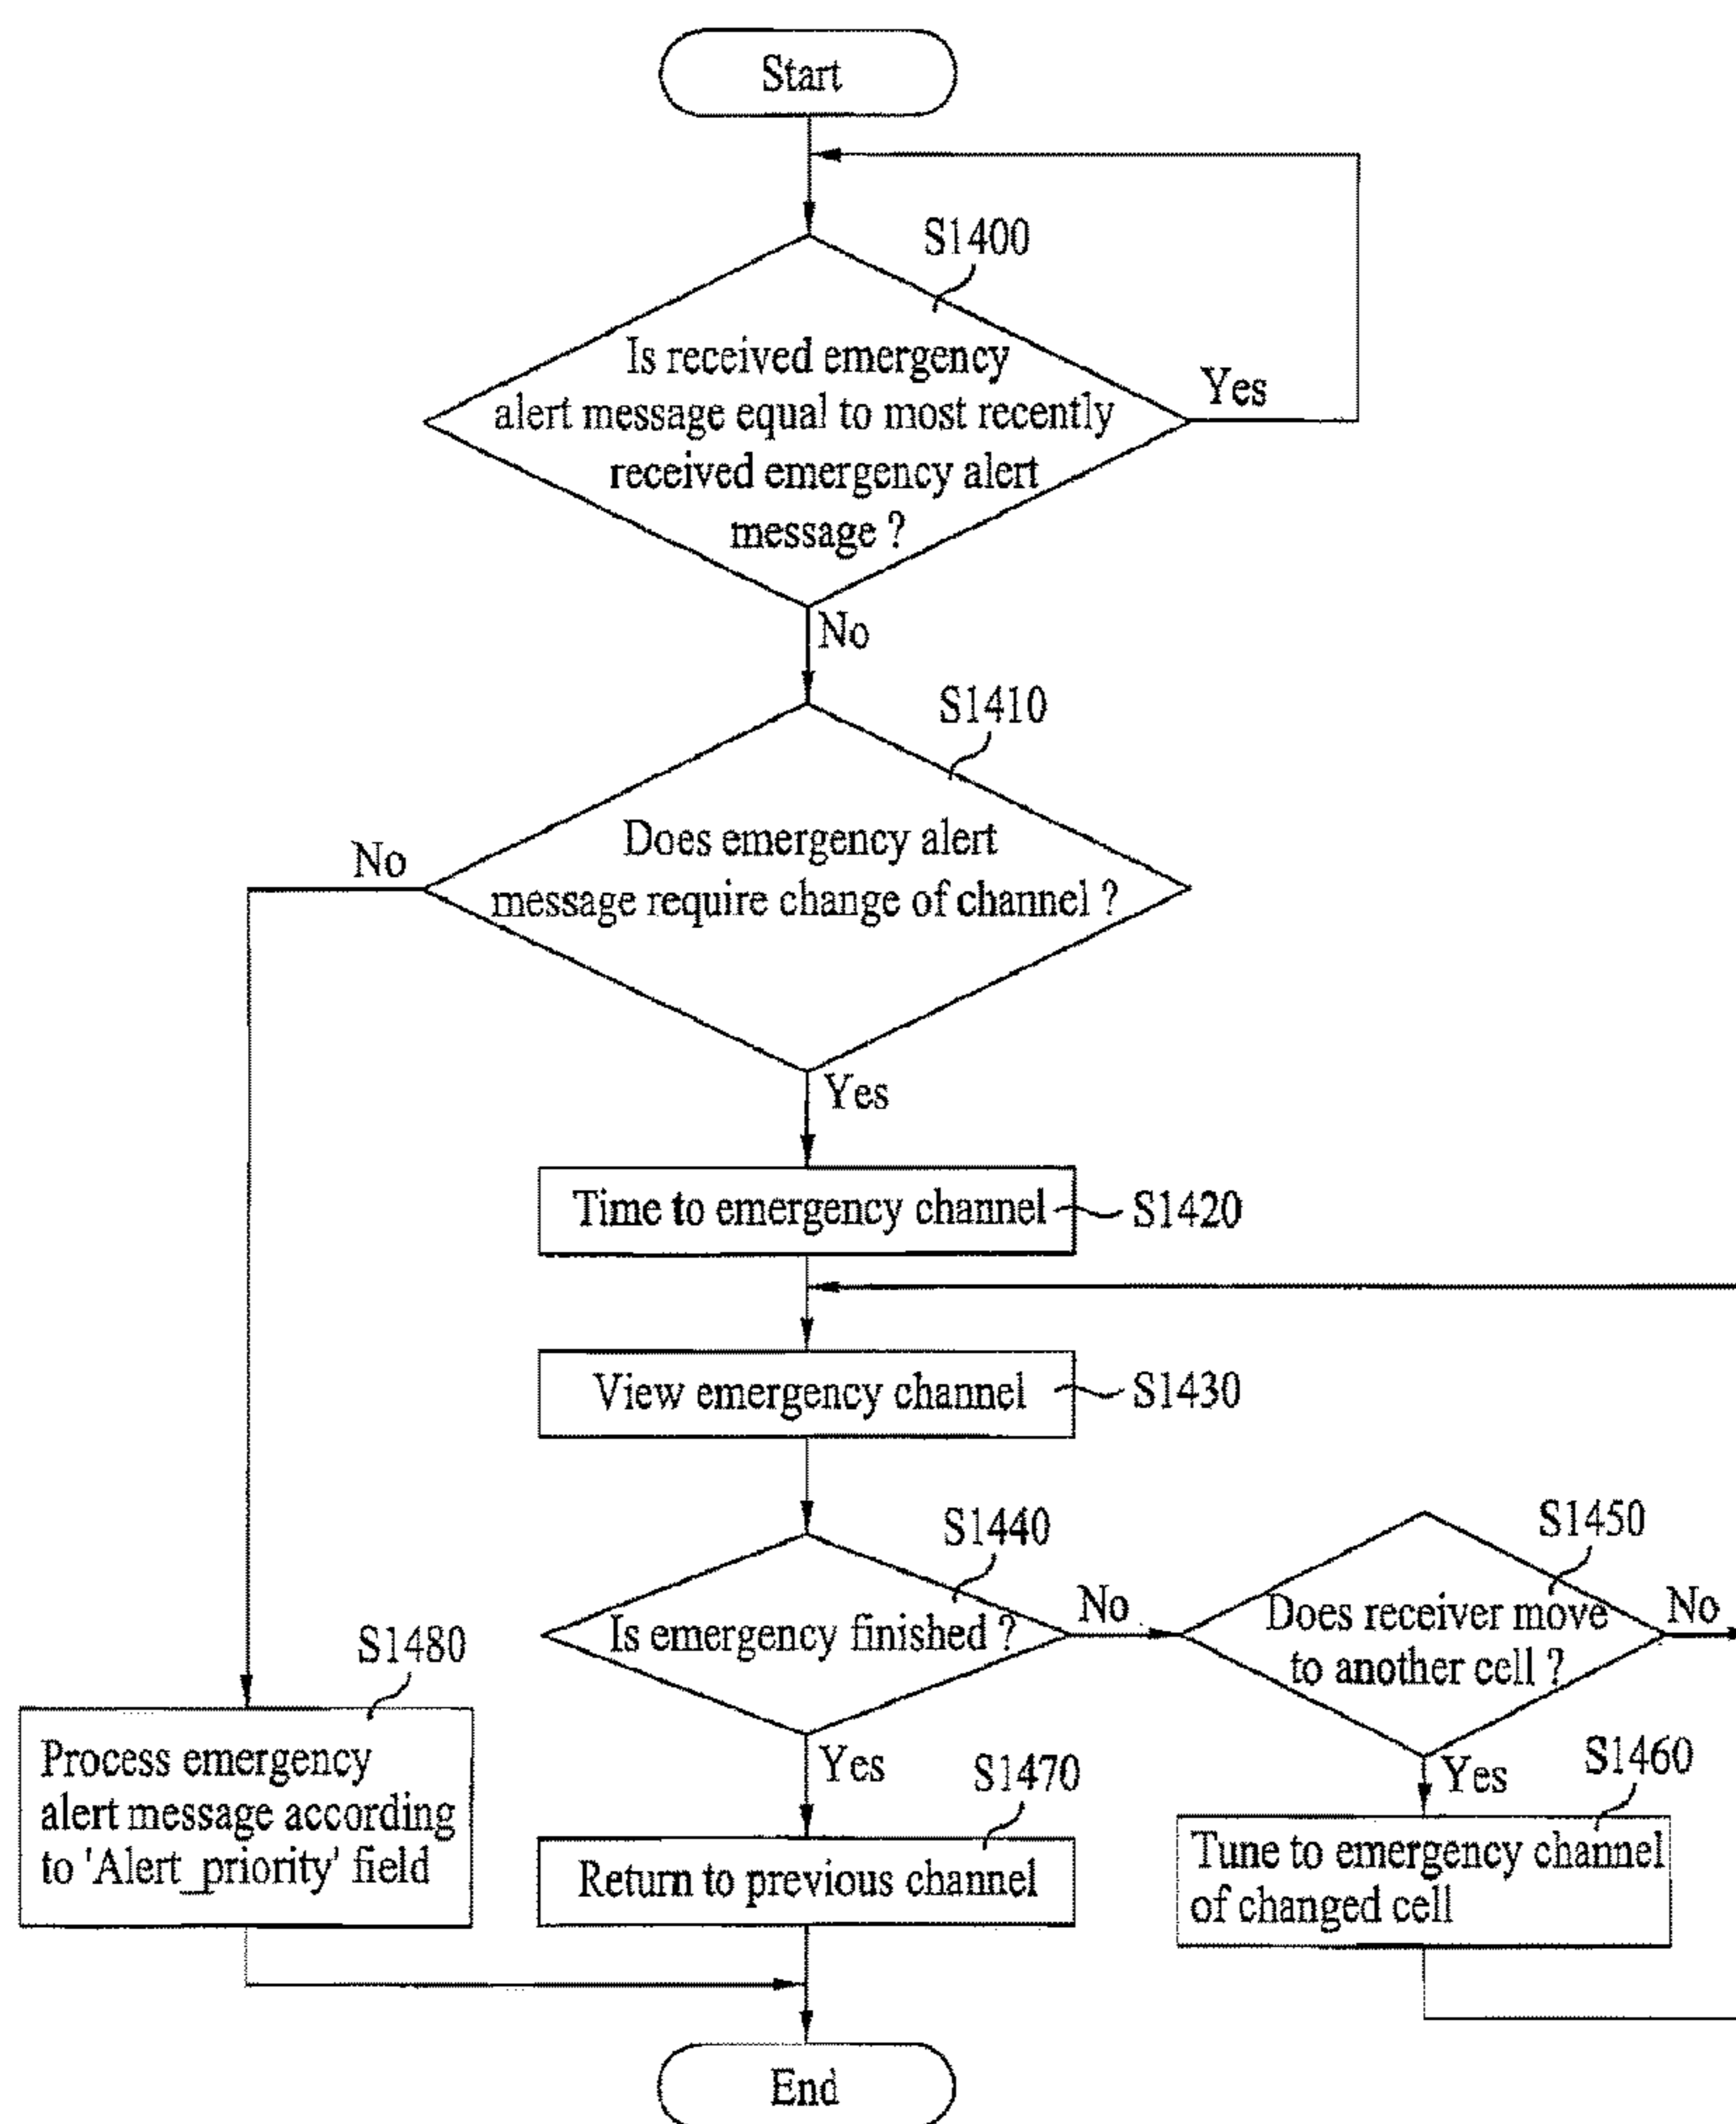 Start
S1400
Is received emergency
alert message equal to most recently
received emergency alert
message ?
Yes
No
S1410
Does emergency alert
message require change of channel ?
No
Yes
Time to emergency channel
S1420
View emergency channel
S1430
S1440
Is emergency finished ?
No
S1450
Does receiver move
to another cell ?
No
S1480
Process emergency
alert message according
to 'Alert_priority' field
Yes
S1470
Return to previous channel
Yes
S1460
Tune to emergency channel
of changed cell
End